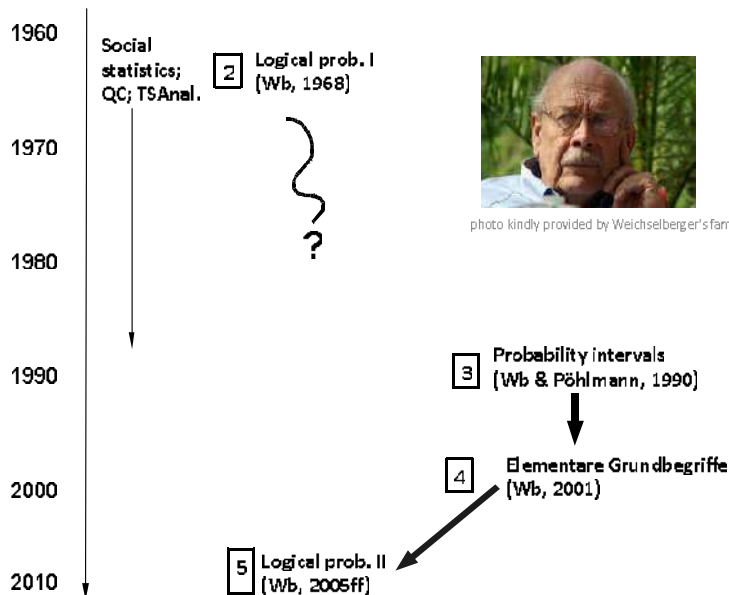 1960
Social
statistics;
QC; TSAnal.
2
Logical prob. I
(Wb, 1968)
1970
?
photo kindly provided by Weichselberger's fam
1980
1990
3
Probability intervals
(Wb & Pöhlmann, 1990)
2000
4
Elementare Grundbegriffe
(Wb, 2001)
2010
5
Logical prob. II
(Wb, 2005ff)